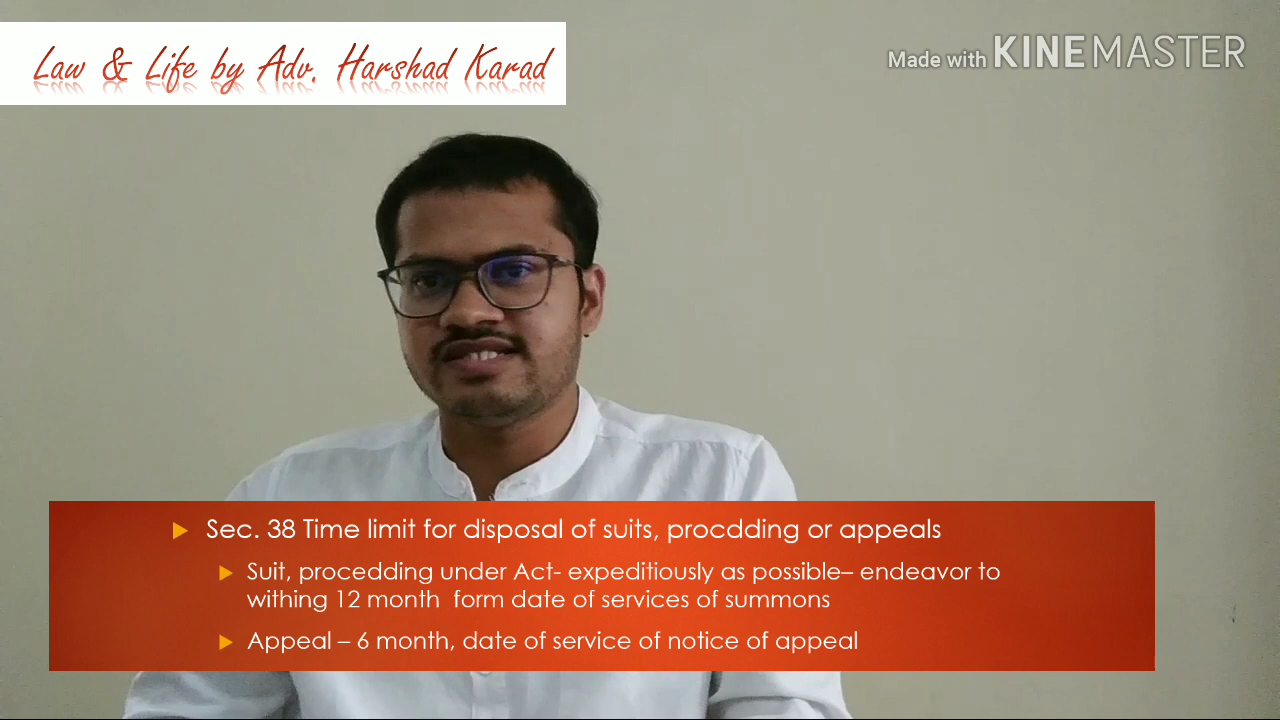 Law & Life by Adv. Harshad Karad
Made with KINEMASTER
Sec. 38 Time limit for disposal of suits, procdding or appeals
Suit, procedding under Act- expeditiously as possible– endeavor to
withing 12 month form date of services of summons
Appeal – 6 month, date of service of notice of appeal